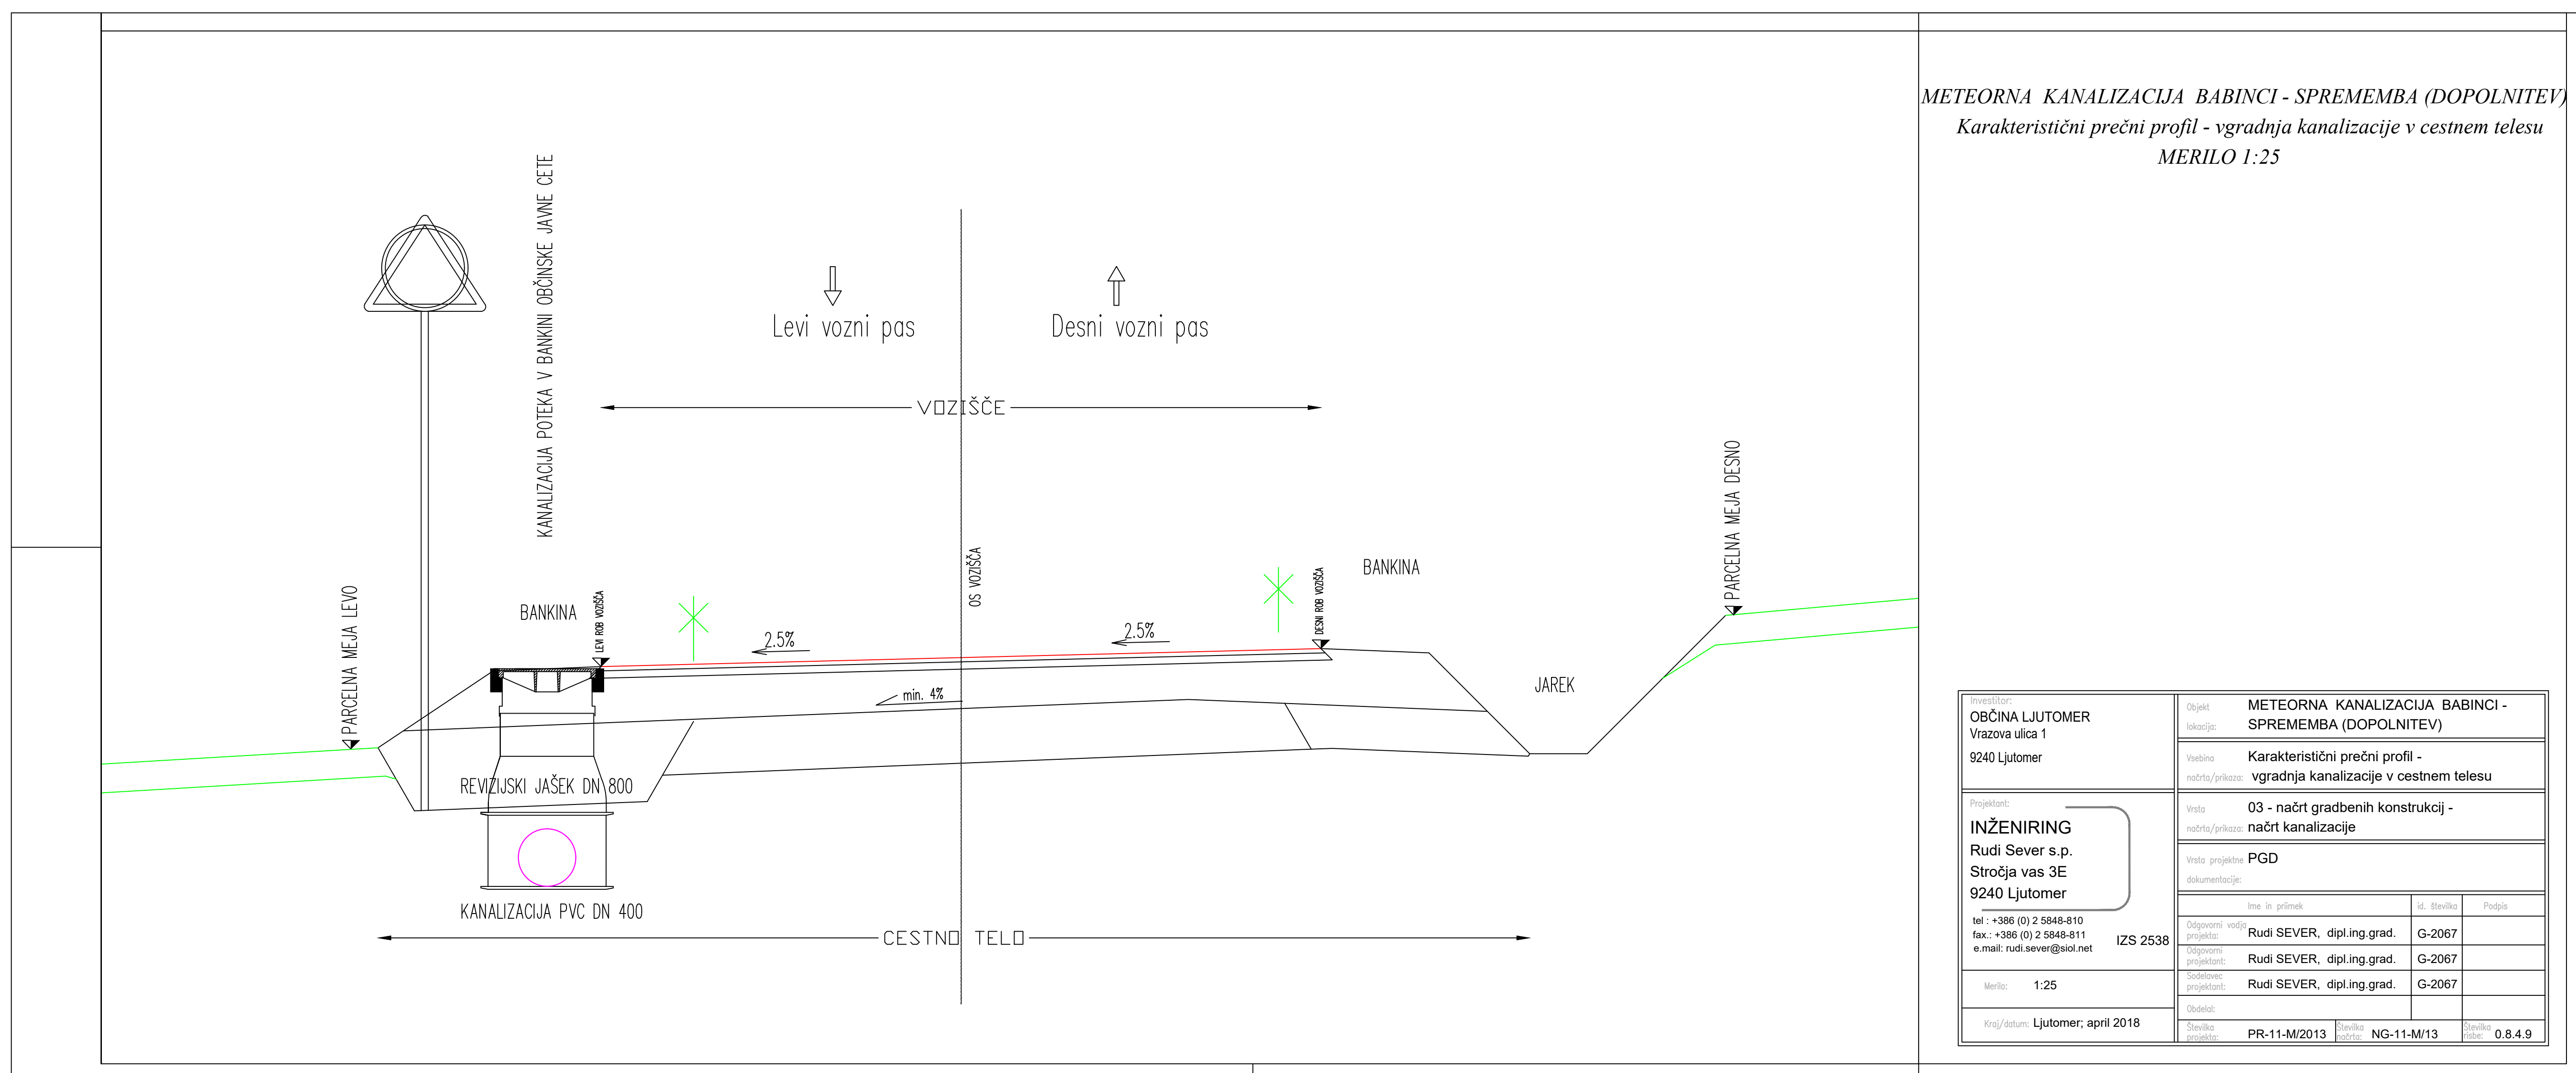 METEORNA KANALIZACIJA BABINCI - SPREMEMBA (DOPOLNITEV)
Karakteristični prečni profil - vgradnja kanalizacije v cestnem telesu
MERILO 1:25
KANALIZACIJA POTEKA V BANKINI OBČINSKE JAVNE CETE
Levi vozni pas
Desni vozni pas
VOZIŠČE
PARCELNA MEJA LEVO
BANKINA
LEVI ROB VOZIŠČA
2.5%
OS VOZIŠČA
2.5%
DESNI ROB VOZIŠČA
BANKINA
PARCELNA MEJA DESNO
JAREK
min. 4%
REVIZIJSKI JAŠEK DN 800
KANALIZACIJA PVC DN 400
CESTNO TELO
Investitor:
OBČINA LJUTOMER
Vrazova ulica 1
9240 Ljutomer
Projektant:
INŽENIRING
Rudi Sever s.p.
Stročja vas 3E
9240 Ljutomer
tel : +386 (0) 2 5848-810
fax.: +386 (0) 2 5848-811
e.mail: rudi.sever@siol.net
IZS 2538
Merilo: 1:25
Kraj/datum: Ljutomer; april 2018
Objekt METEORNA KANALIZACIJA BABINCI -
lokacija: SPREMEMBA (DOPOLNITEV)
Vsebina Karakteristični prečni profil -
načrta/prikaza: vgradnja kanalizacije v cestnem telesu
Vrsta 03 - načrt gradbenih konstrukcij -
načrta/prikaza: načrt kanalizacije
Vrsta projektne PGD
dokumentacije:
Ime in priimek id. številka Podpis
Odgovorni vodja
projekta: Rudi SEVER, dipl.ing.grad. G-2067
Odgovorni
projektant: Rudi SEVER, dipl.ing.grad. G-2067
Sodelavec
projektant: Rudi SEVER, dipl.ing.grad. G-2067
Obdelal:
Številka
projekta: PR-11-M/2013
Številka
načrta: NG-11-M/13
Številka
risbe: 0.8.4.9